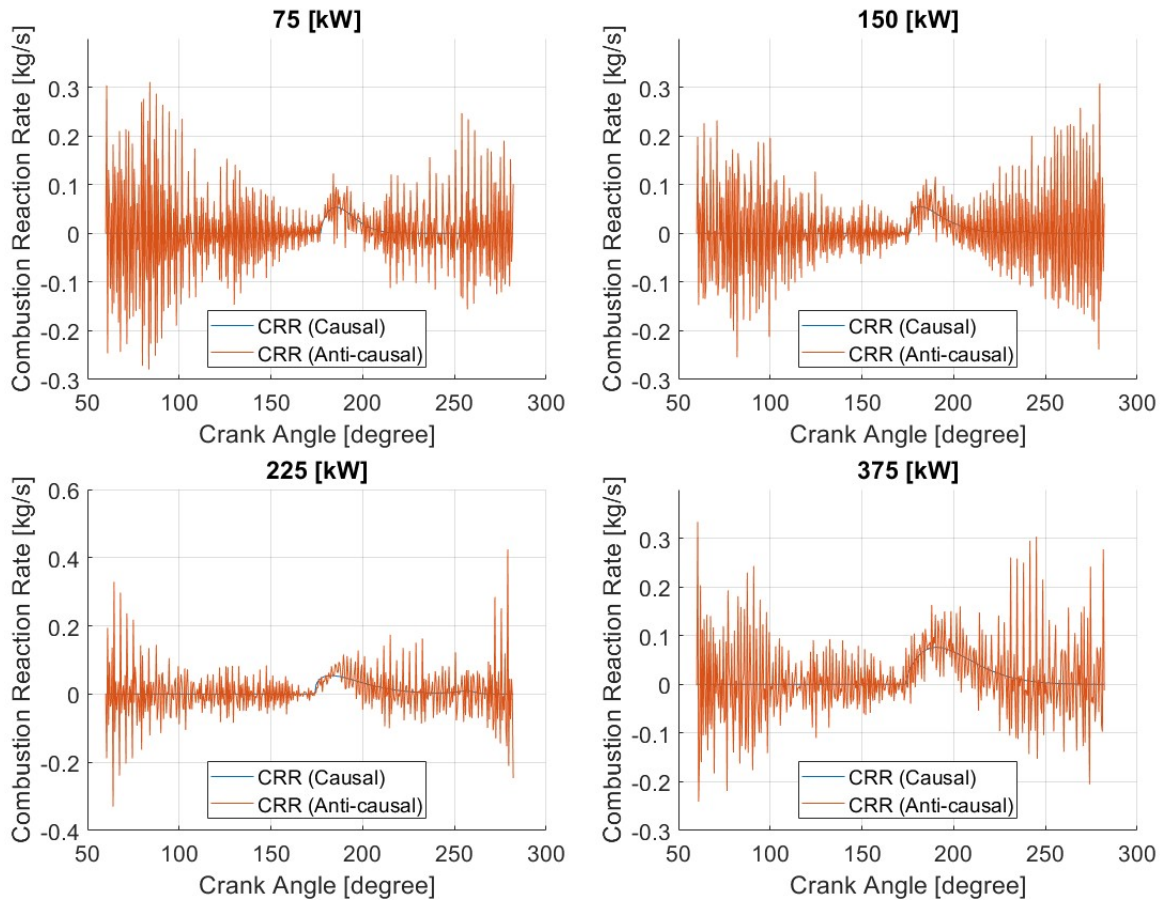 75 [kW]
Combustion Reaction Rate [kg/s]
0.3
0.2
0.1
0
-0.1
-0.2
-0.3
CRR (Causal)
CRR (Anti-causal)
50 100 150 200 250 300
Crank Angle [degree]
150 [kW]
Combustion Reaction Rate [kg/s]
0.3
0.2
0.1
0
-0.1
-0.2
-0.3
CRR (Causal)
CRR (Anti-causal)
50 100 150 200 250 300
Crank Angle [degree]
225 [kW]
Combustion Reaction Rate [kg/s]
0.6
0.4
0.2
0
-0.2
-0.4
CRR (Causal)
CRR (Anti-causal)
50 100 150 200 250 300
Crank Angle [degree]
375 [kW]
Combustion Reaction Rate [kg/s]
0.3
0.2
0.1
0
-0.1
-0.2
-0.3
CRR (Causal)
CRR (Anti-causal)
50 100 150 200 250 300
Crank Angle [degree]